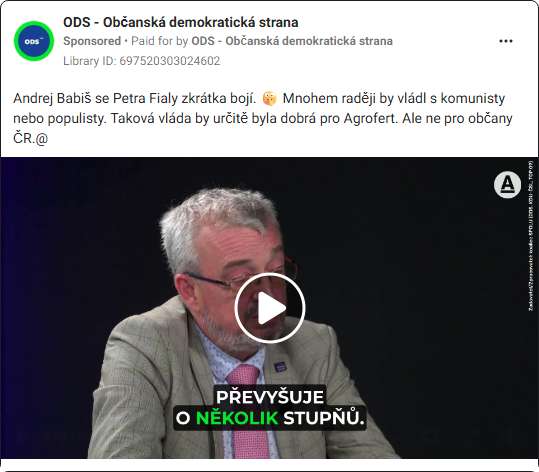 ODS - Občanská demokratická strana
ODS
Sponsored • Paid for by ODS - Občanská demokratická strana
Library ID: 697520303024602
Andrej Babiš se Petra Fialy zkrátka bojí. 🤔 Mnohem raději by vládl s komunisty
nebo populisty. Taková vláda by určitě byla dobrá pro Agrofert. Ale ne pro občany
ČR.@
A
PŘEVYŠUJE
O NĚKOLIK STUPŇŮ.